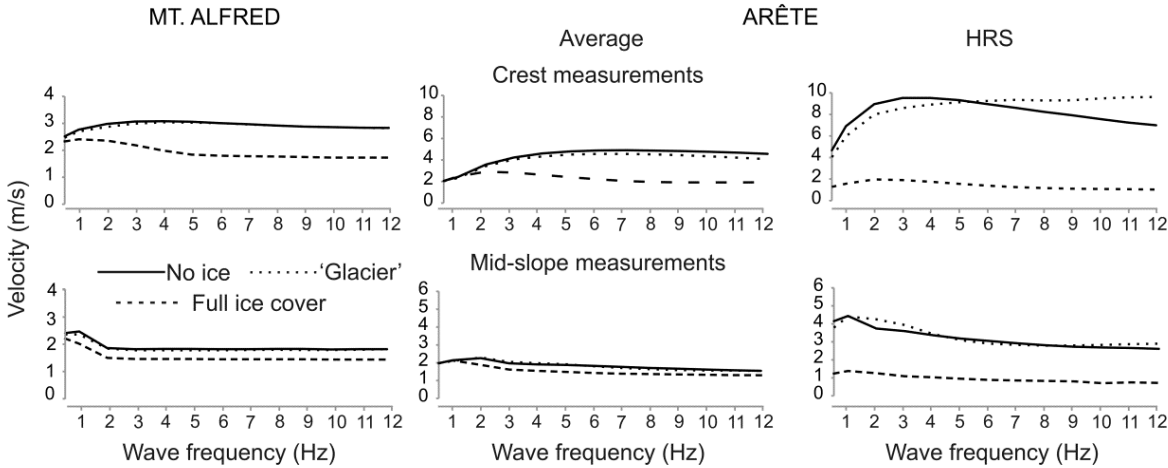 MT. ALFRED
ARÊTE
Average
HRS
Crest measurements
4
3
2
1
0
1 2 3 4 5 6 7 8 9 10 11 12
10
8
6
4
2
0
1 2 3 4 5 6 7 8 9 10 11 12
10
8
6
4
2
0
1 2 3 4 5 6 7 8 9 10 11 12
Velocity (m/s)
No ice
'Glacier'
Full ice cover
Mid-slope measurements
4
3
2
1
0
1 2 3 4 5 6 7 8 9 10 11 12
6
5
4
3
2
1
0
1 2 3 4 5 6 7 8 9 10 11 12
6
5
4
3
2
1
0
1 2 3 4 5 6 7 8 9 10 11 12
Wave frequency (Hz)
Wave frequency (Hz)
Wave frequency (Hz)